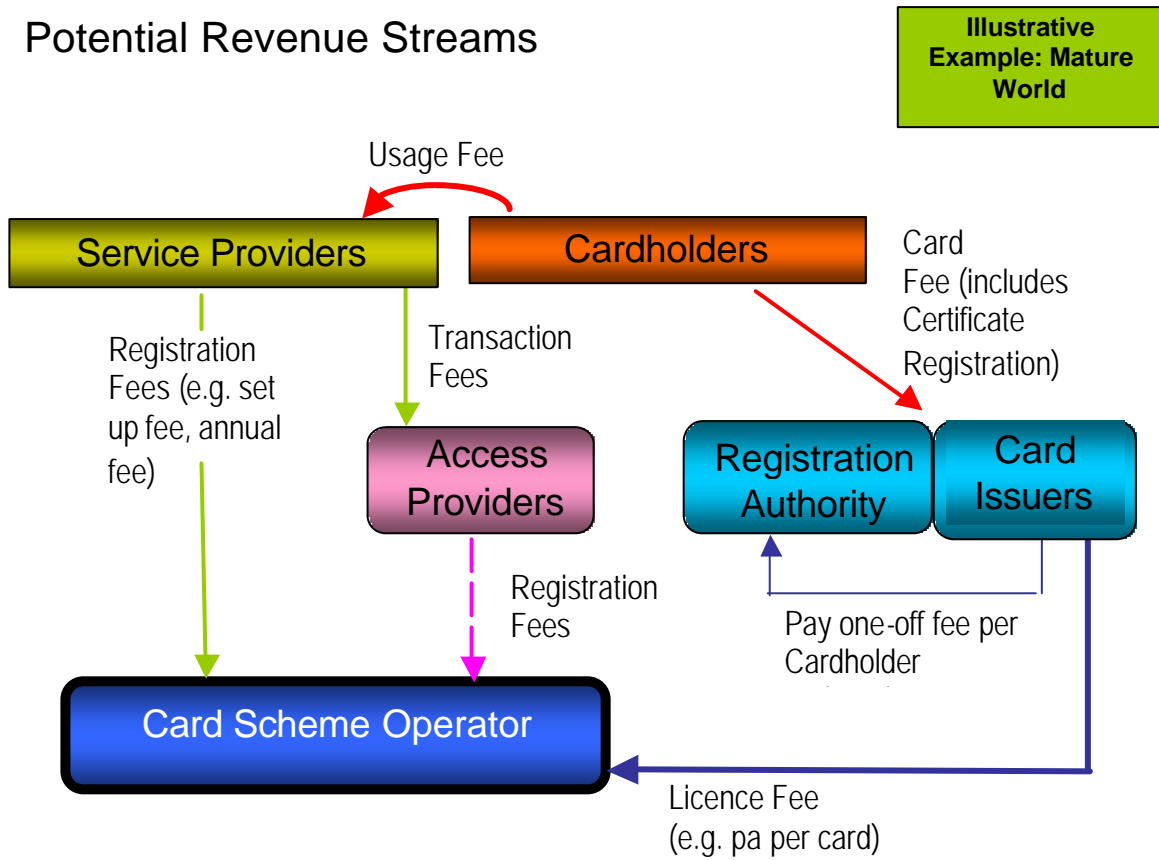 Potential Revenue Streams
Illustrative
Example: Mature
World
Usage Fee
Service Providers
Cardholders
Card
Fee (includes
Certificate
Registration)
Registration
Fees (e.g. set
up fee, annual
fee)
Transaction
Fees
Access
Providers
Registration
Authority
Card
Issuers
Registration
Fees
Pay one-off fee per
Cardholder
Card Scheme Operator
Licence Fee
(e.g. pa per card)